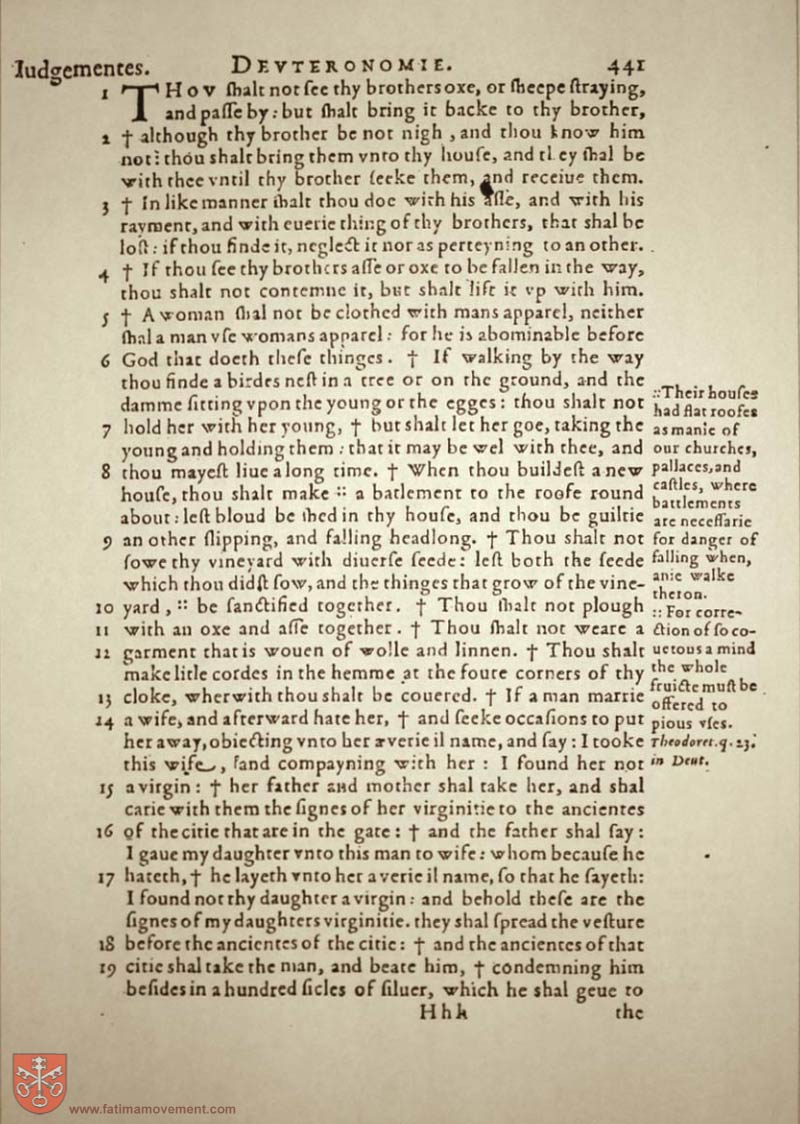 Iudgementes. DEVTERONOMIE. 441
1 THOV ſhalt not ſee thy brothers oxe, or ſheepe ſtraying,
and paſſe by: but ſhalt bring it backe to thy brother,
2 † although thy brother be not nigh, and thou know him
not: thou shalt bring them vnto thy houſe, and they ſhal be
with thee vntil thy brother ſeeke them, and receiue them.
3 † In like manner ſhalt thou doe with his aſſe, and with his
rayment, and with euerie thing of thy brothers, that shal be
loſt: if thou finde it, neglect it not as perteyning to an other.
4 † If thou ſee thy brothers aſſe or oxe to be fallen in the way,
thou shalt not contemne it, but shalt lift it vp with him.
5 † A woman ſhal not be clothed with mans apparel, neither
ſhal a man vſe womans apparel: for he is abominable before
6 God that doeth theſe thinges. † If walking by the way
thou finde a birdes neſt in a tree or on the ground, and the
damme ſitting vpon the young or the egges: thou shalt not
7 hold her with her young, † but shalt let her goe, taking the
young and holding them: that it may be wel with thee, and
8 thou mayeſt liue a long time. † When thou buildeſt a new
houſe, thou shalt make :: a batlement to the roofe round
about: leſt bloud be ſhed in thy houſe, and thou be guiltie
9 an other ſlipping, and falling headlong. † Thou shalt not
ſowe thy vineyard with diuerſe ſeede: leſt both the ſeede
which thou didſt ſow, and the thinges that grow of the vine-
10 yard, :: be ſanctified together. † Thou ſhalt not plough
11 with an oxe and aſſe together. † Thou ſhalt not weare a
12 garment that is wouen of wolle and linnen. † Thou shalt
make litle cordes in the hemme at the foure corners of thy
13 cloke, wherwith thou shalt be couered. † If a man marrie
14 a wife, and afterward hate her, † and ſeeke occaſions to put
her away, obiecting vnto her a verie il name, and ſay: I tooke
this wife, and compayning with her: I found her not
15 a virgin: † her father and mother shal take her, and shal
carie with them the ſignes of her virginitie to the ancientes
16 of the citie that are in the gate: † and the father shal ſay:
I gaue my daughter vnto this man to wife: whom becauſe he
17 hateth, † he layeth vnto her a verie il name, ſo that he ſayeth:
I found not thy daughter a virgin: and behold theſe are the
ſignes of my daughters virginitie. they shal ſpread the veſture
18 before the ancientes of the citie: † and the ancientes of that
19 citie shal take the man, and beate him, † condemning him
beſides in a hundred ſicles of ſiluer, which he shal geue to
Hhh the
:: Their houſes
had flat roofes
as manie of
our churches,
pallaces, and
caſtles, where
battlements
are neceſſarie
for danger of
falling when,
anie walke
theron.
:: For corre-
ction of ſo co-
uetous a mind
the whole
fruicte muſt be
offered to
pious vſes.
Theodoret. q. 23.
in Deut.
www.fatimamovement.com